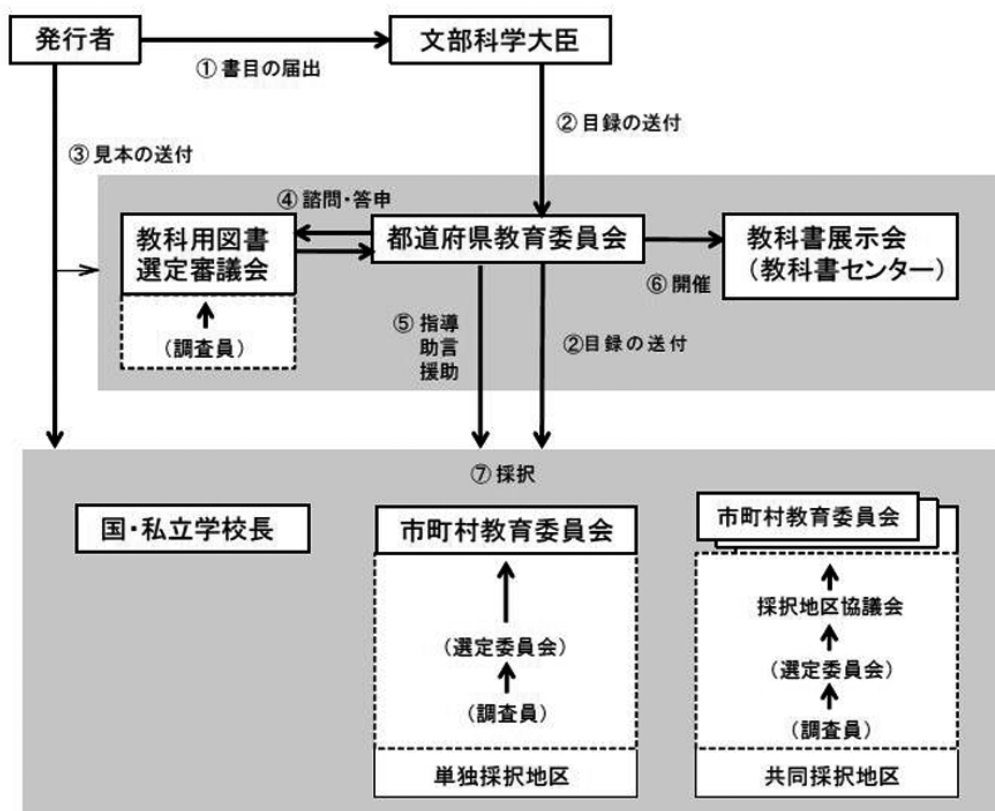 発行者
文部科学大臣
① 書目の届出
② 目録の送付
③ 見本の送付
④ 諮問・答申
教科用図書
選定審議会
(調査員)
都道府県教育委員会
教科書展示会
(教科書センター)
⑥ 開催
⑤ 指導
助言
援助
②目録の送付
⑦ 採択
国・私立学校長
市町村教育委員会
(選定委員会)
(調査員)
単独採択地区
市町村教育委員会
採択地区協議会
(選定委員会)
(調査員)
共同採択地区